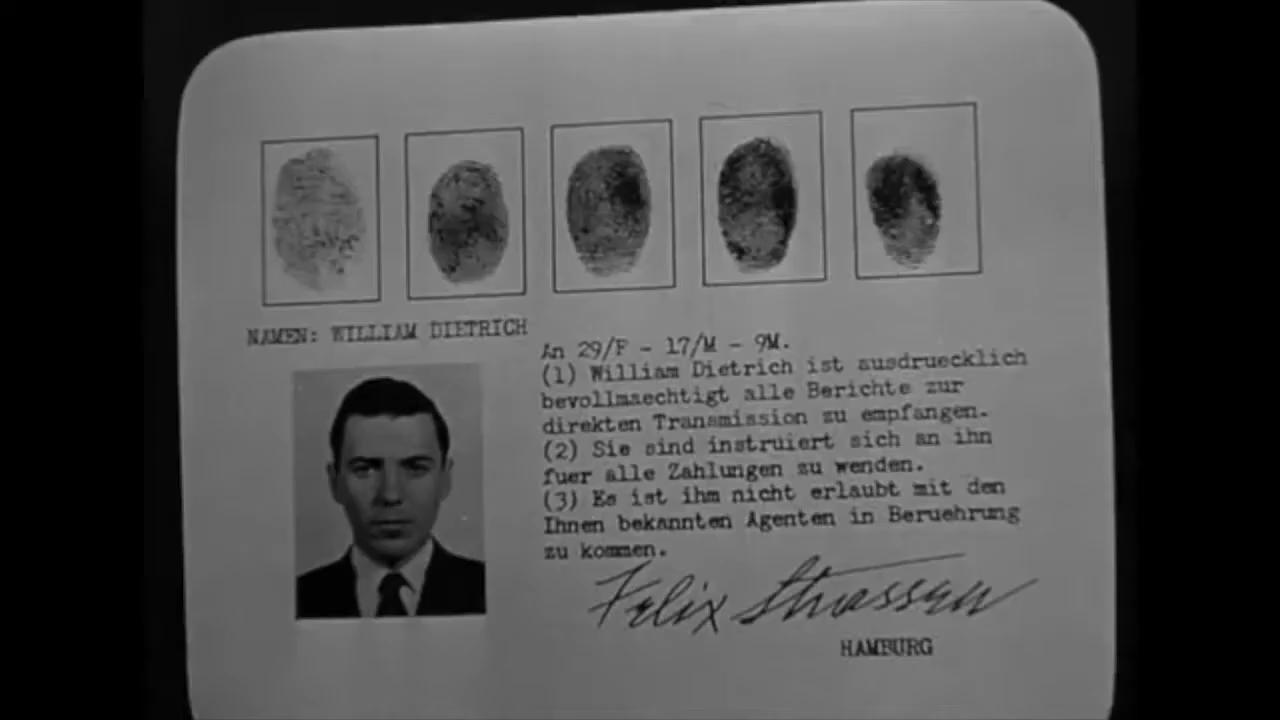 NAMEN: WILLIAM DIETRICH
An 29/F - 17/M - 9M.
(1) William Dietrich ist ausdruecklich
bevollmaechtigt alle Berichte zur
direkten Transmission zu empfangen.
(2) Sie sind instruiert sich an ihn
fuer alle Zahlungen zu wenden.
(3) Es ist ihm nicht erlaubt mit den
Ihnen bekannten Agenten in Beruehrung
zu kommen.
Felix Strassen
HAMBURG